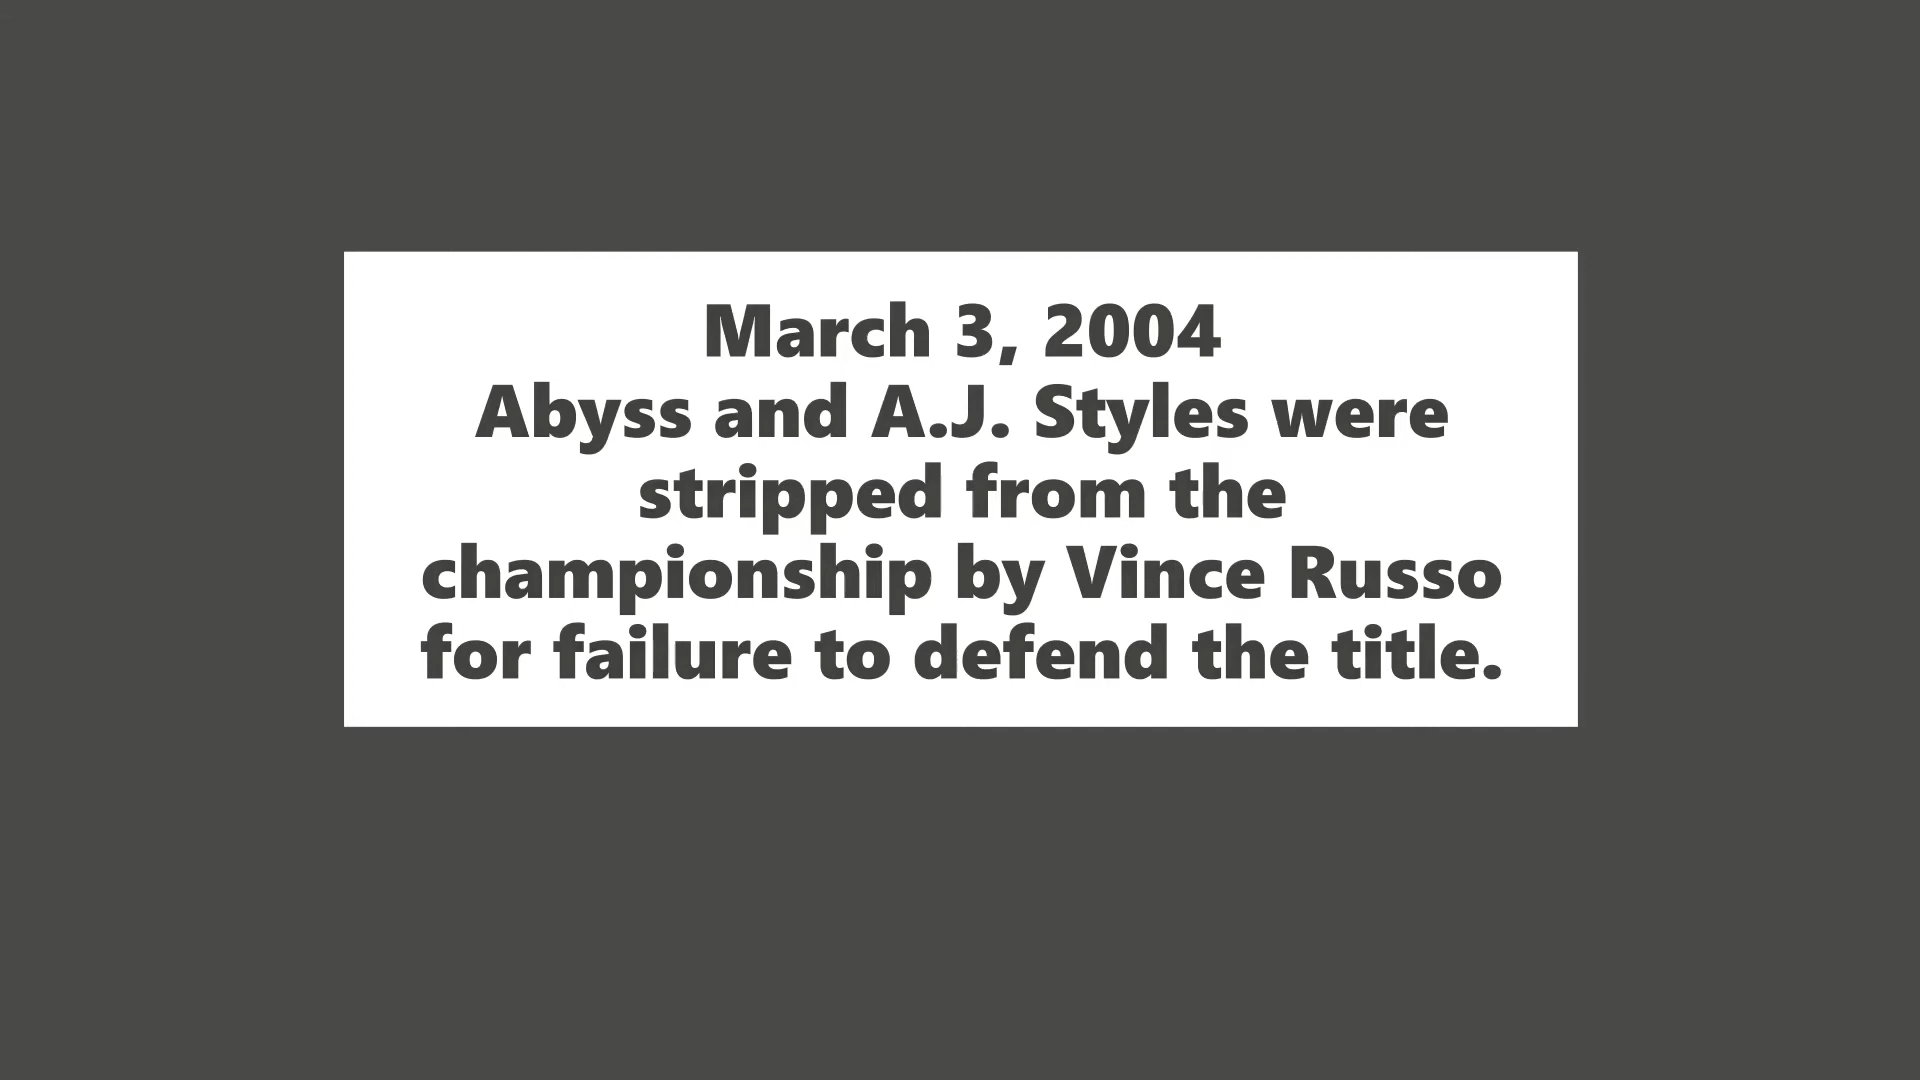 March 3, 2004
Abyss and A.J. Styles were
stripped from the
championship by Vince Russo
for failure to defend the title.